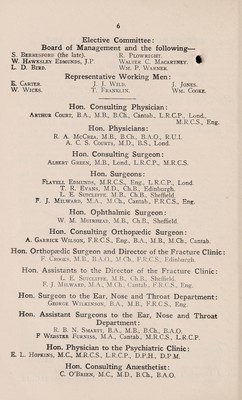 6
Elective Committee:
Board of Management and the following—
S. BERRESFORD (the late). R. PLOWRIGHT.
W. HAWKSLEY EDMUNDS, J.P. WALTER C. MACARTNEY.
L. D. BIRD. WM. P. WARNER.
Representative Working Men:
E. CARTER. J. J. WILD. J. JONES.
W. WICKS. T. FRANKLIN. WM. COOKE.
Hon. Consulting Physician:
ARTHUR COURT, B.A., M.B., B.Ch., Cantab., L.R.C.P., Lond.,
M.R.C.S., Eng.
Hon. Physicians:
R. A. MCCREA, M.B., B.Ch., B.A.O., R.U.I.
A. C. S. COURTS, M.D., B.S., Lond.
Hon. Consulting Surgeon:
ALBERT GREEN, M.B., Lond., L.R.C.P., M.R.C.S.
Hon. Surgeons:
FLAVELL EDMUNDS, M.R.C.S., Eng., L.R.C.P., Lond.
T. R. EVANS, M.D., Ch.B., Edinburgh.
L. E. SUTCLIFFE, M.B., Ch.B., Sheffield
F. J. MILWARD, M.A., M.Ch., Cantab., F.R.C.S., Eng.
Hon. Ophthalmic Surgeon:
W. M. MUIRHEAD, M.B., Ch.B., Sheffield.
Hon. Consulting Orthopædic Surgeon:
A. GARRICK WILSON, F.R.C.S., Eng., B.A., M.B., M.Ch., Cantab.
Hon. Orthopædic Surgeon and Director of the Fracture Clinic:
F. CROOKS, M.B., B.A.O., M.Ch., F.R.C.S., Edinburgh.
Hon. Assistants to the Director of the Fracture Clinic:
L. E. SUTCLIFFE, M.B., Ch.B., Sheffield.
F. J. MILWARD, M.A., M.Ch., Cantab., F.R.C.S., Eng.
Hon. Surgeon to the Ear, Nose and Throat Department:
GEORGE WILKINSON, B.A., M.B., F.R.C.S., Eng.
Hon. Assistant Surgeons to the Ear, Nose and Throat
Department:
R. B. N. SMARTT, B.A., M.B., B.Ch., B.A.O.
F WEBSTER FURNISS, M.A., Cantab., M.R.C.S., L.R.C.P.
Hon. Physician to the Psychiatric Clinic:
E. L. HOPKINS, M.C., M.R.C.S., L.R.C.P., D.P.H., D.P.M.
Hon. Consulting Anæsthetist:
C. O'BRIEN, M.C., M.D., B.Ch., B.A.O.